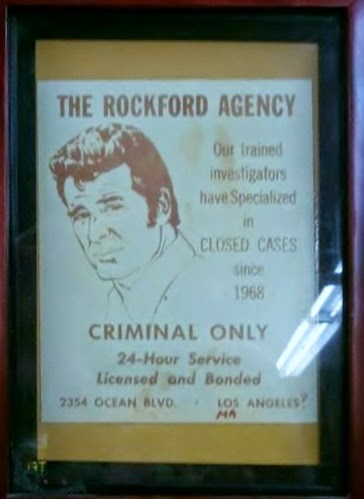 THE ROCKFORD AGENCY
Our trained
investigators
have Specialized
in
CLOSED CASES
since
1968
CRIMINAL ONLY
24-Hour Service
Licensed and Bonded
2354 OCEAN BLVD. · LOS ANGELES?
MA